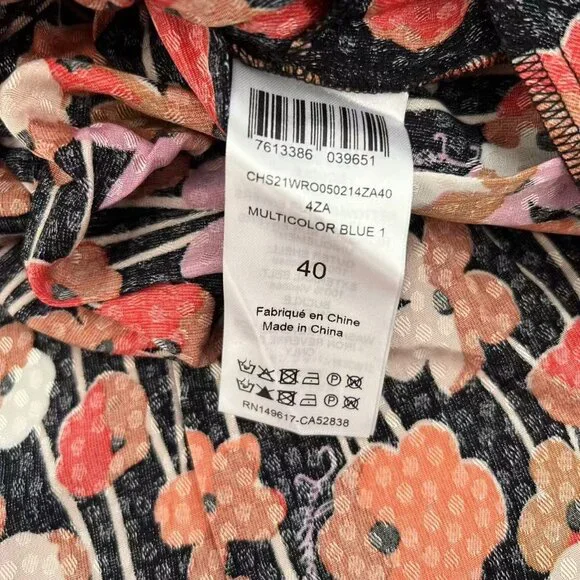 7613386 039651
CHS21WRO050214ZA40
4ZA
MULTICOLOR BLUE 1
40
Fabriqué en Chine
Made in China
RN149617-CA52838